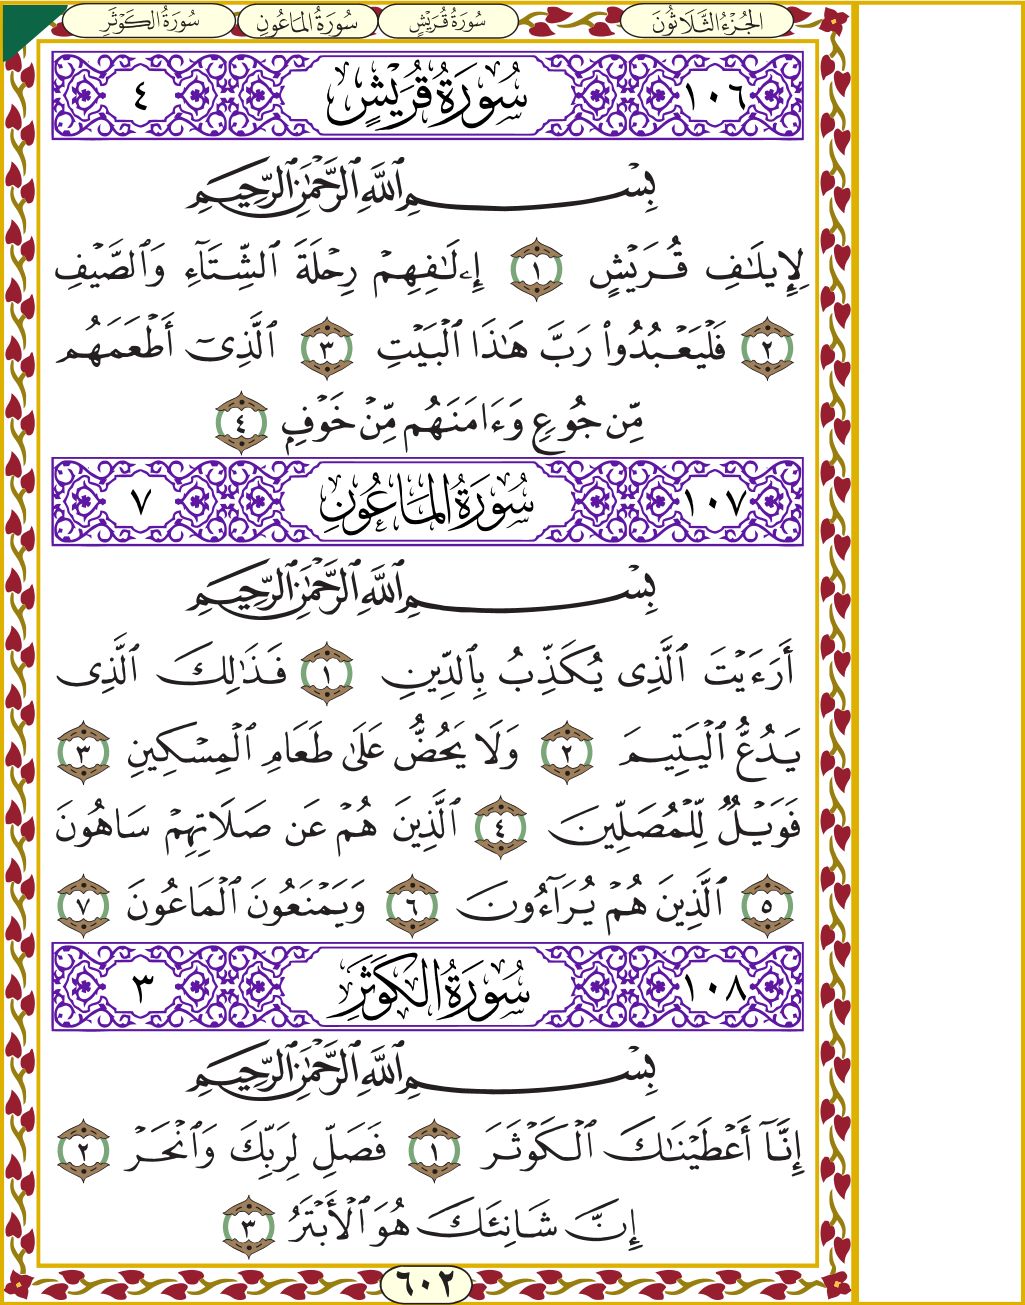 الجُزْءُ الثَّلَاثُونَ سُورَةُ قُرَيْشٍ سُورَةُ المَاعُونِ سُورَةُ الكَوْثَرِ
١٠٦ سُورَةُ قُرَيْشٍ ٤
بِسْمِ ٱللَّهِ ٱلرَّحْمَٰنِ ٱلرَّحِيمِ
لِإِيلَٰفِ قُرَيْشٍ ١ إِۦلَٰفِهِمْ رِحْلَةَ ٱلشِّتَآءِ وَٱلصَّيْفِ
٢ فَلْيَعْبُدُوا۟ رَبَّ هَٰذَا ٱلْبَيْتِ ٣ ٱلَّذِىٓ أَطْعَمَهُم
مِّن جُوعٍ وَءَامَنَهُم مِّنْ خَوْفٍۭ ٤
١٠٧ سُورَةُ المَاعُونِ ٧
بِسْمِ ٱللَّهِ ٱلرَّحْمَٰنِ ٱلرَّحِيمِ
أَرَءَيْتَ ٱلَّذِى يُكَذِّبُ بِٱلدِّينِ ١ فَذَٰلِكَ ٱلَّذِى
يَدُعُّ ٱلْيَتِيمَ ٢ وَلَا يَحُضُّ عَلَىٰ طَعَامِ ٱلْمِسْكِينِ ٣
فَوَيْلٌ لِّلْمُصَلِّينَ ٤ ٱلَّذِينَ هُمْ عَن صَلَاتِهِمْ سَاهُونَ
٥ ٱلَّذِينَ هُمْ يُرَآءُونَ ٦ وَيَمْنَعُونَ ٱلْمَاعُونَ ٧
١٠٨ سُورَةُ الكَوْثَرِ ٣
بِسْمِ ٱللَّهِ ٱلرَّحْمَٰنِ ٱلرَّحِيمِ
إِنَّآ أَعْطَيْنَٰكَ ٱلْكَوْثَرَ ١ فَصَلِّ لِرَبِّكَ وَٱنْحَرْ ٢
إِنَّ شَانِئَكَ هُوَ ٱلْأَبْتَرُ ٣
٦٠٢